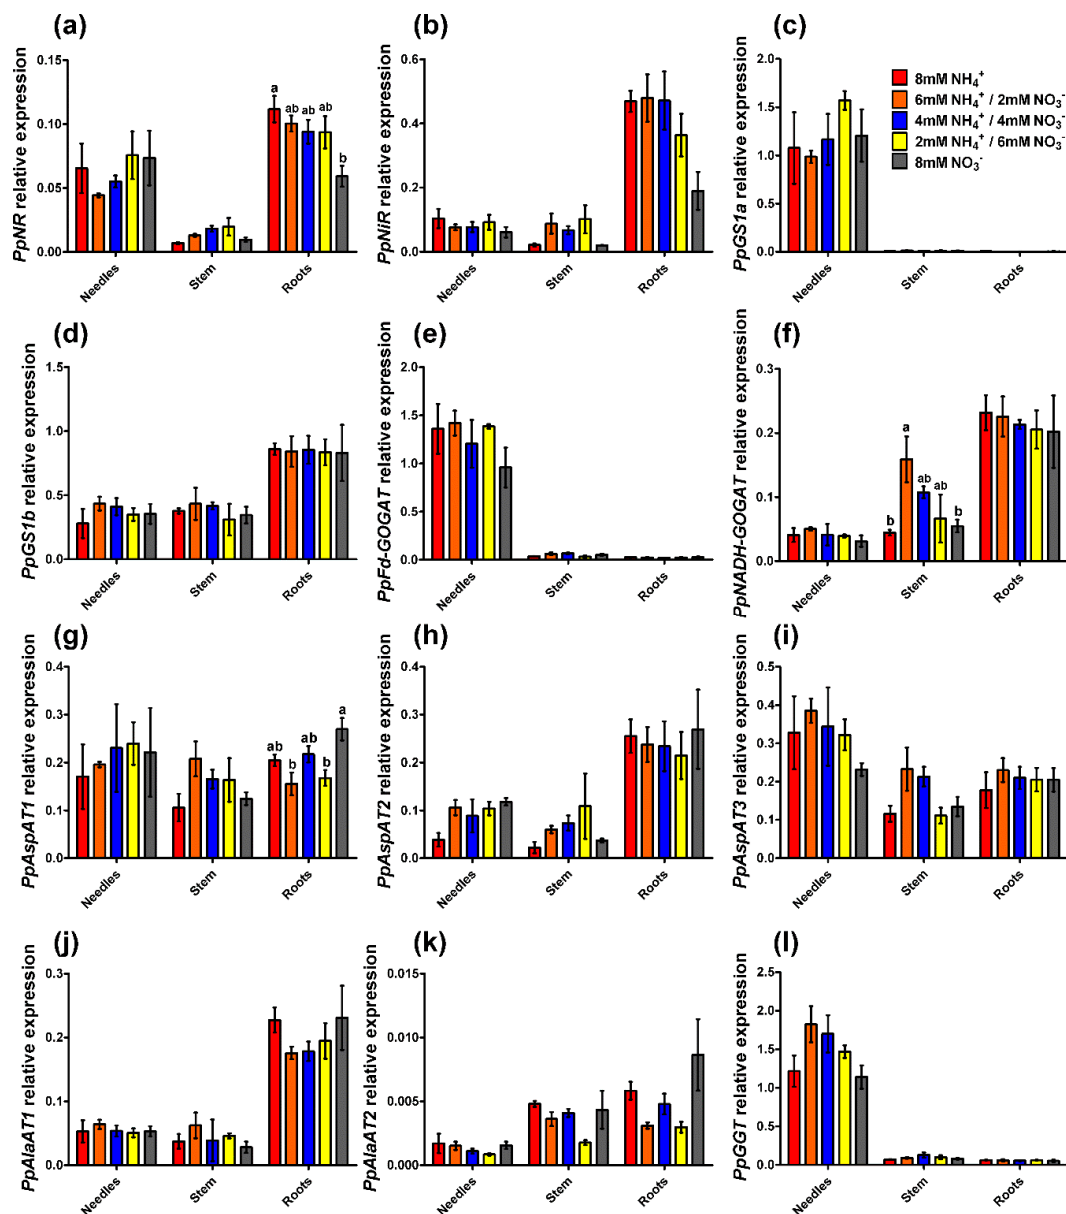 (a)
PpNR relative expression
0.15
0.10
0.05
0.00
a
ab
ab
ab
b
Needles
Stem
Roots
(b)
PpNiR relative expression
0.6
0.4
0.2
0.0
Needles
Stem
Roots
(c)
PpGS1a relative expression
2.0
1.5
1.0
0.5
0.0
Needles
Stem
Roots
8mM NH₄⁺
6mM NH₄⁺ / 2mM NO₃⁻
4mM NH₄⁺ / 4mM NO₃⁻
2mM NH₄⁺ / 6mM NO₃⁻
8mM NO₃⁻
(d)
PpGS1b relative expression
1.5
1.0
0.5
0.0
Needles
Stem
Roots
(e)
PpFd-GOGAT relative expression
2.0
1.5
1.0
0.5
0.0
Needles
Stem
Roots
(f)
PpNADH-GOGAT relative expression
0.3
0.2
0.1
0.0
b
a
ab
ab
b
Needles
Stem
Roots
(g)
PpAspAT1 relative expression
0.4
0.3
0.2
0.1
0.0
ab
b
ab
b
a
Needles
Stem
Roots
(h)
PpAspAT2 relative expression
0.4
0.3
0.2
0.1
0.0
Needles
Stem
Roots
(i)
PpAspAT3 relative expression
0.5
0.4
0.3
0.2
0.1
0.0
Needles
Stem
Roots
(j)
PpAlaAT1 relative expression
0.3
0.2
0.1
0.0
Needles
Stem
Roots
(k)
PpAlaAT2 relative expression
0.015
0.010
0.005
0.000
Needles
Stem
Roots
(l)
PpGGT relative expression
2.5
2.0
1.5
1.0
0.5
0.0
Needles
Stem
Roots